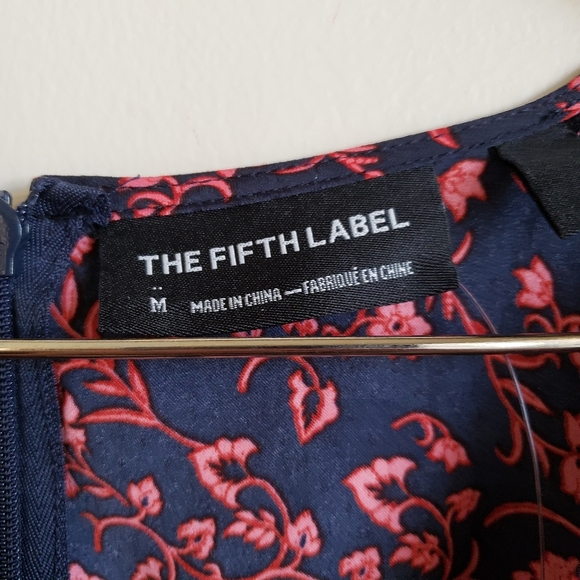 THE FIFTH LABEL
M
MADE IN CHINA — FABRIQUÉ EN CHINE